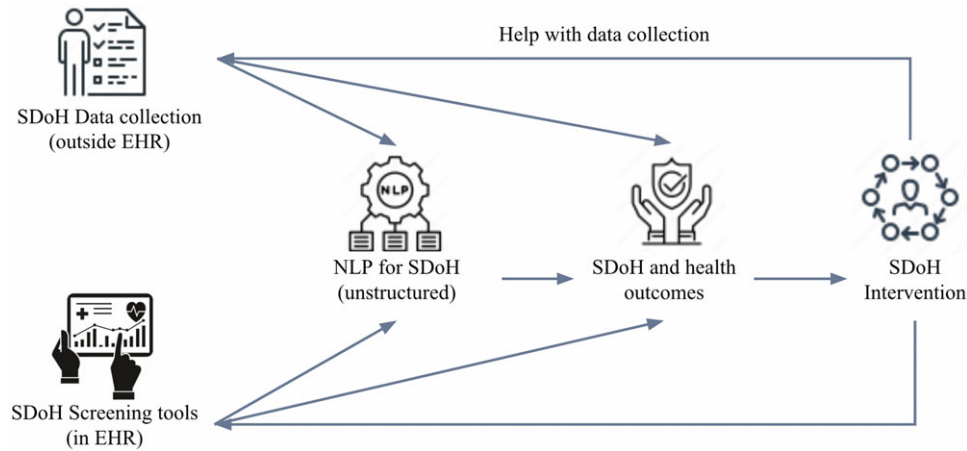 Help with data collection
SDoH Data collection
(outside EHR)
NLP
NLP for SDoH
(unstructured)
SDoH and health
outcomes
SDoH
Intervention
SDoH Screening tools
(in EHR)